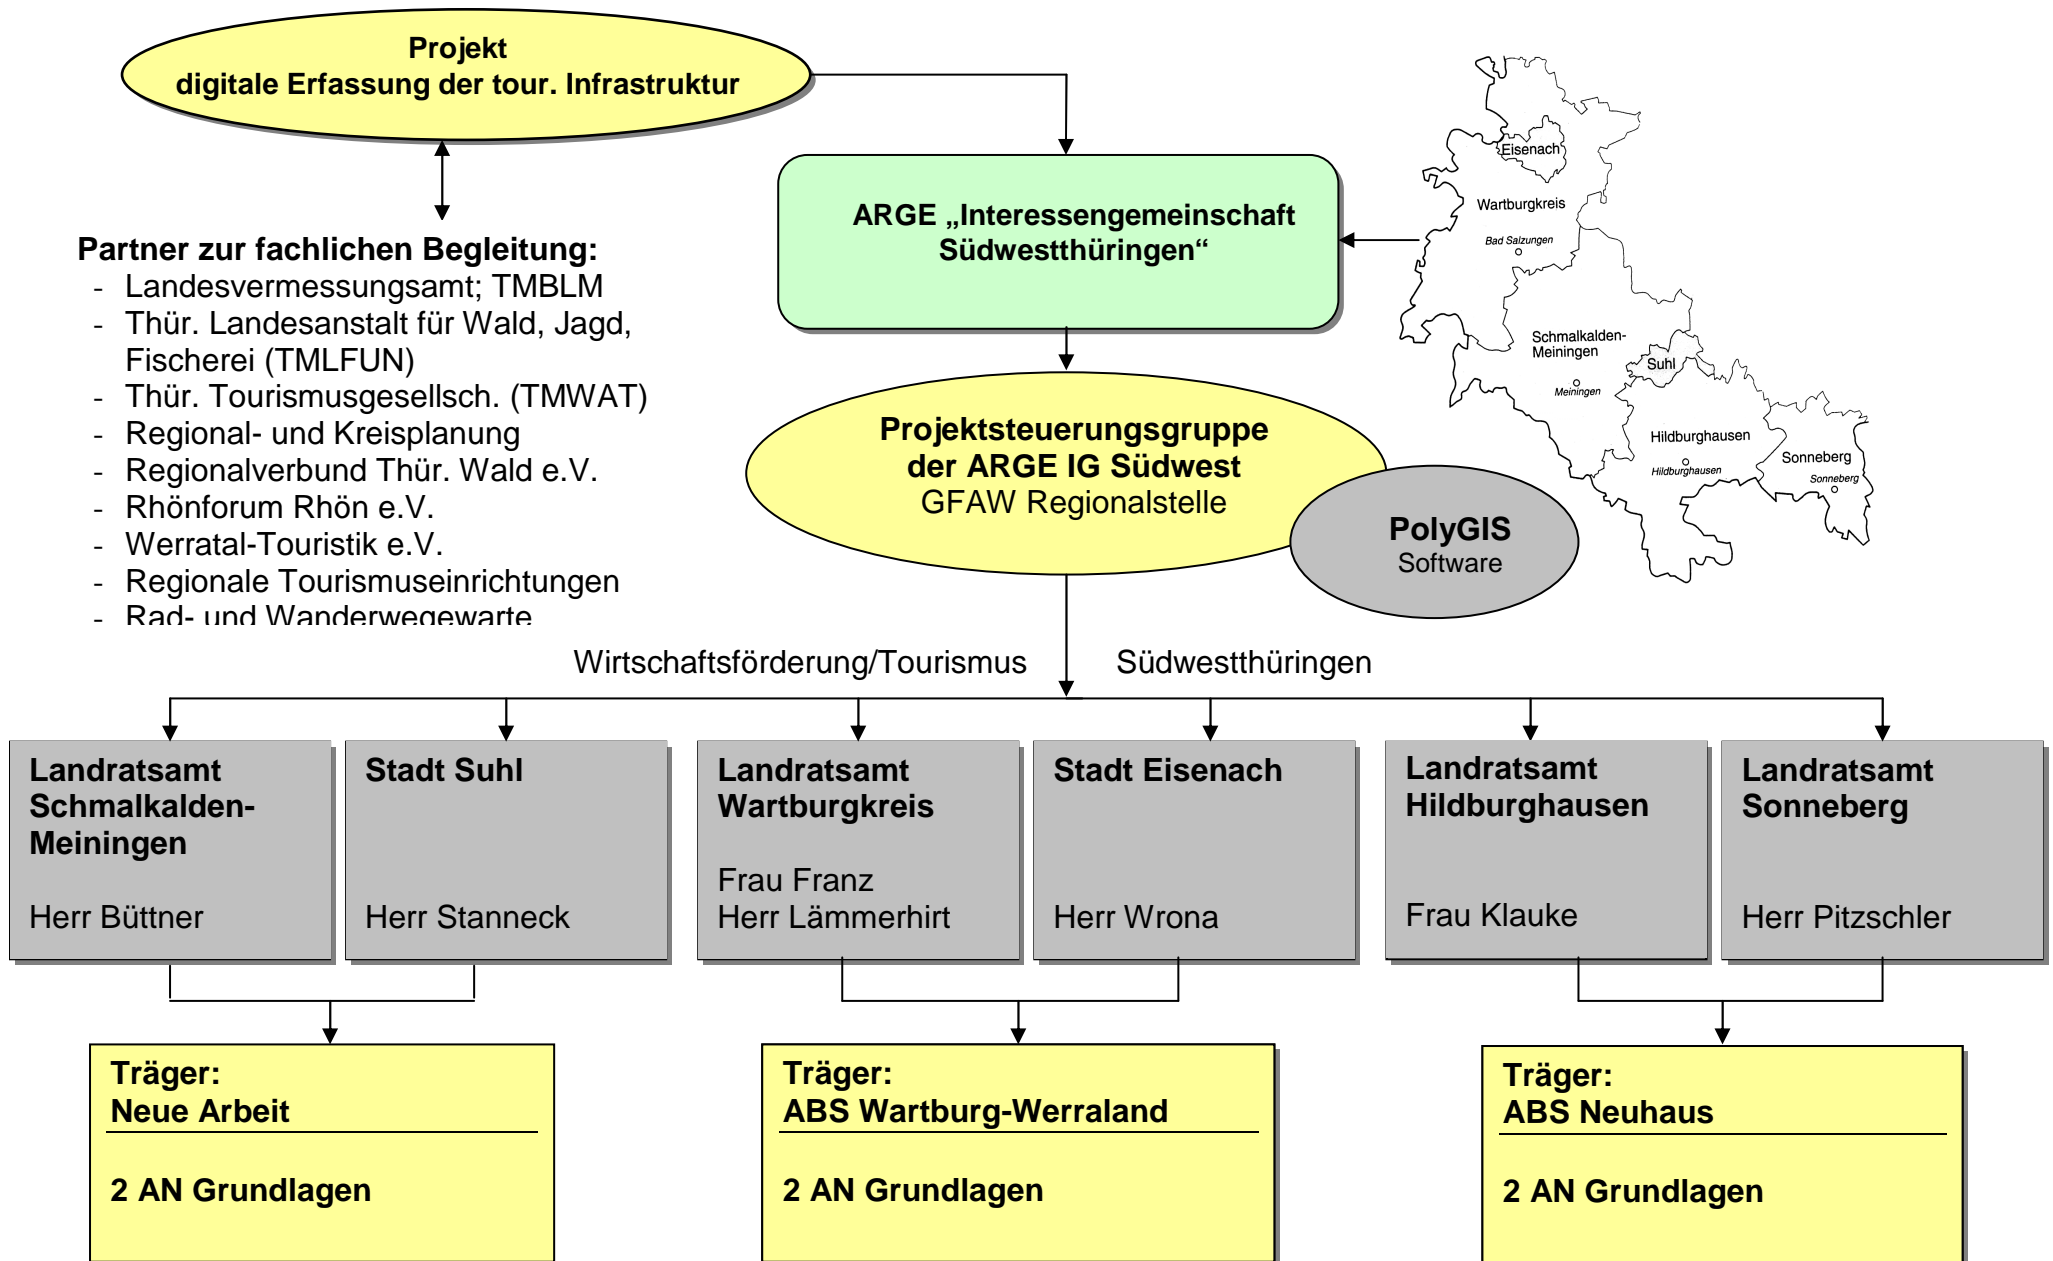 Projekt
digitale Erfassung der tour. Infrastruktur
ARGE „Interessengemeinschaft
Südwestthüringen“
Partner zur fachlichen Begleitung:
- Landesvermessungsamt; TMBLM
- Thür. Landesanstalt für Wald, Jagd,
Fischerei (TMLFUN)
- Thür. Tourismusgesellsch. (TMWAT)
- Regional- und Kreisplanung
- Regionalverbund Thür. Wald e.V.
- Rhönforum Rhön e.V.
- Werratal-Touristik e.V.
- Regionale Tourismuseinrichtungen
- Rad- und Wanderwegewarte
Eisenach
Wartburgkreis
Bad Salzungen
Schmalkalden-
Meiningen
Meiningen
Suhl
Hildburghausen
Hildburghausen
Sonneberg
Sonneberg
Projektsteuerungsgruppe
der ARGE IG Südwest
GFAW Regionalstelle
PolyGIS
Software
Wirtschaftsförderung/Tourismus Südwestthüringen
Landratsamt
Schmalkalden-
Meiningen
Herr Büttner
Stadt Suhl
Herr Stanneck
Landratsamt
Wartburgkreis
Frau Franz
Herr Lämmerhirt
Stadt Eisenach
Herr Wrona
Landratsamt
Hildburghausen
Frau Klauke
Landratsamt
Sonneberg
Herr Pitzschler
Träger:
Neue Arbeit
2 AN Grundlagen
Träger:
ABS Wartburg-Werraland
2 AN Grundlagen
Träger:
ABS Neuhaus
2 AN Grundlagen